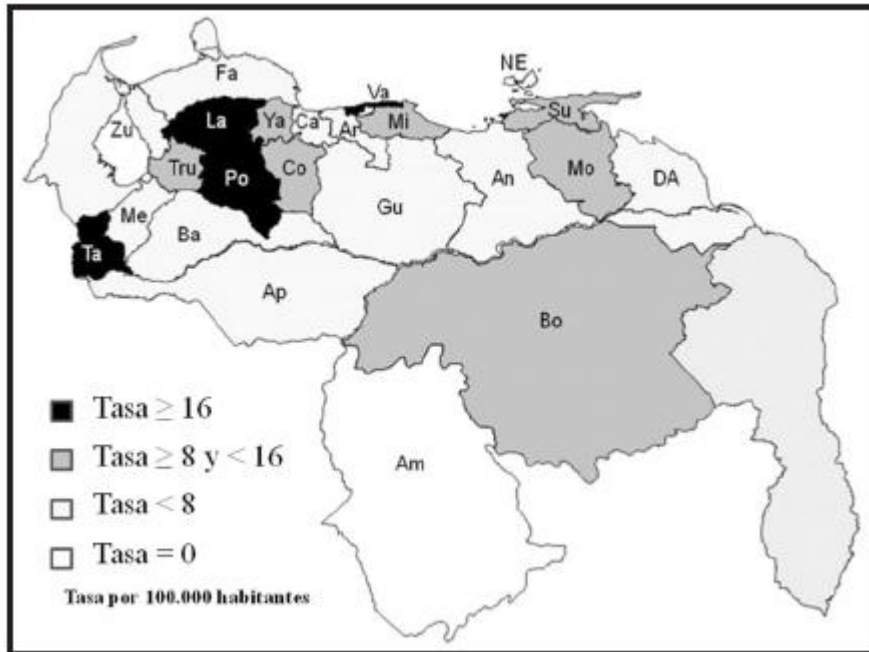 Fa
Va
NE
Zu
La
Ya
Ca
Ar
Mi
Su
Tru
Po
Co
An
Mo
DA
Me
Gu
Ba
Ta
Ap
Bo
Am
Tasa ≥ 16
Tasa ≥ 8 y < 16
Tasa < 8
Tasa = 0
Tasa por 100.000 habitantes